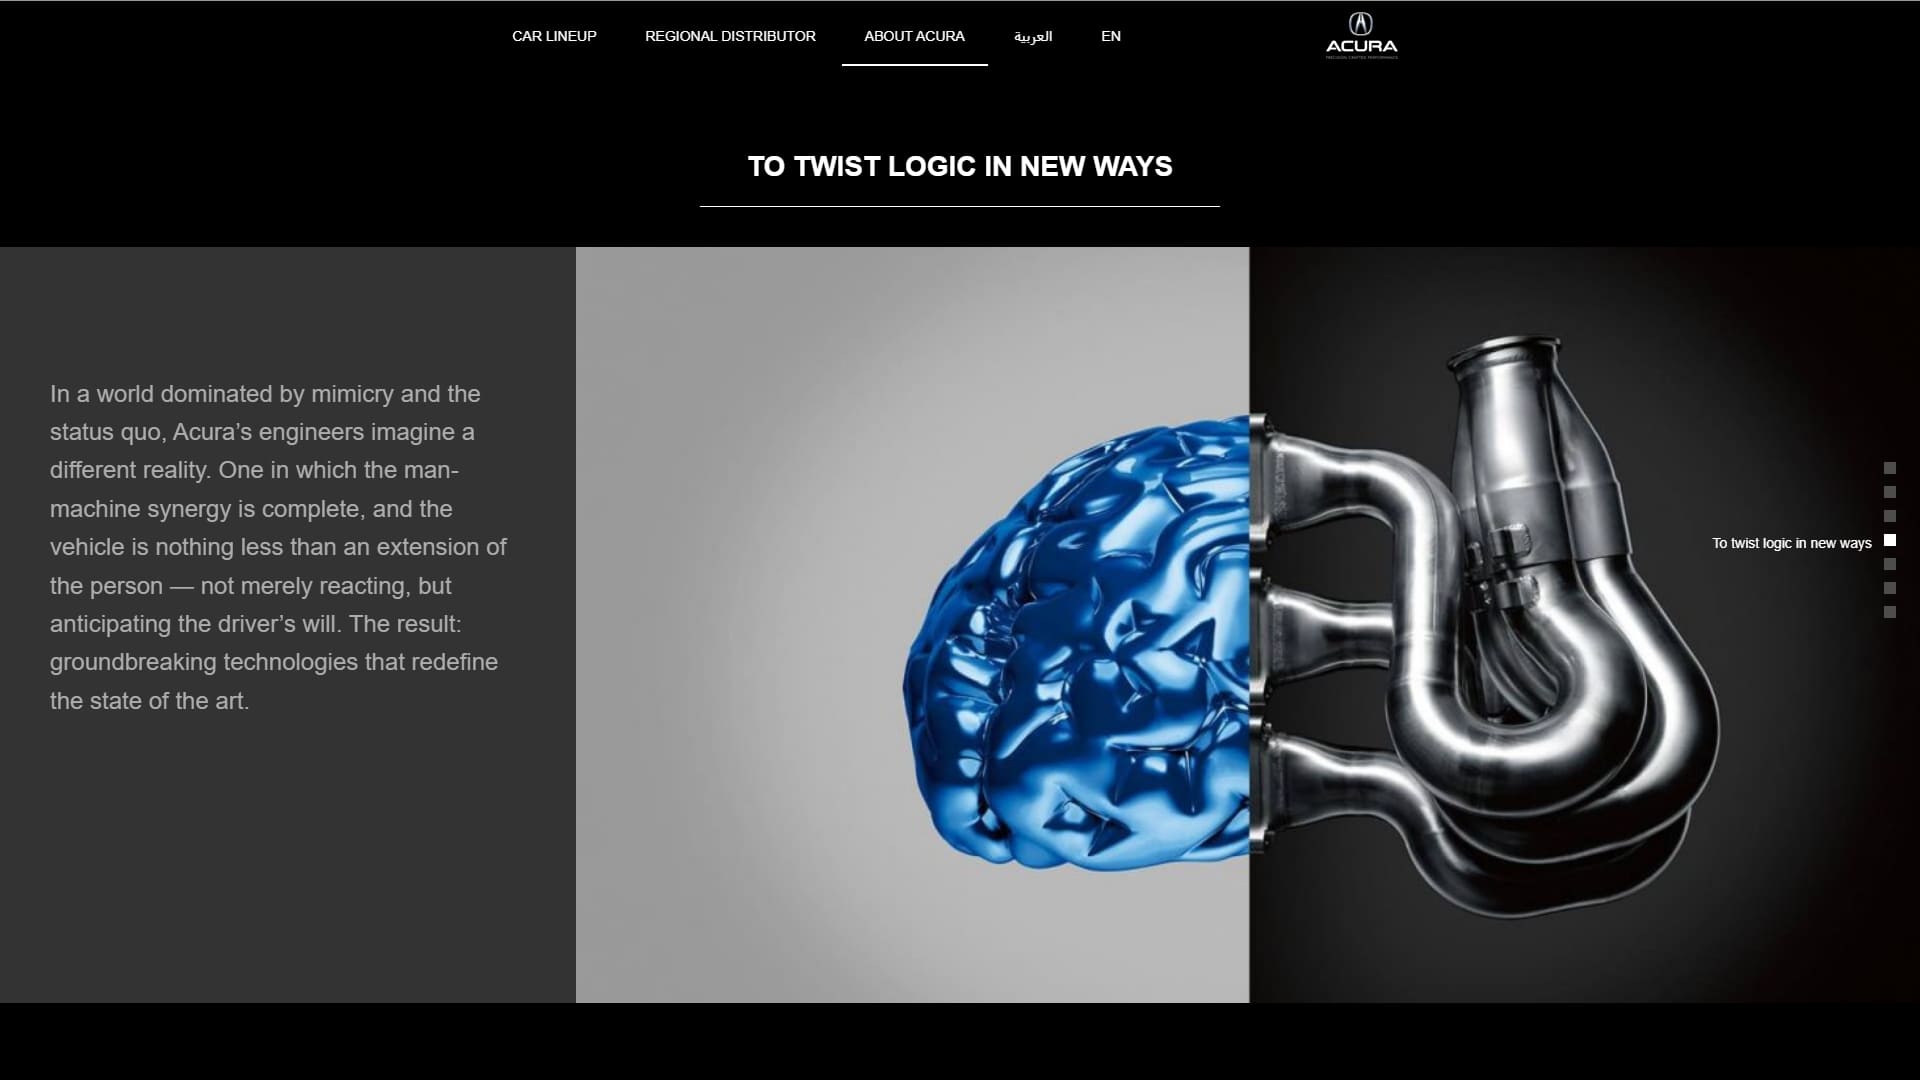 CAR LINEUP
REGIONAL DISTRIBUTOR
ABOUT ACURA
العربية
EN
ACURA
TO TWIST LOGIC IN NEW WAYS
In a world dominated by mimicry and the
status quo, Acura’s engineers imagine a
different reality. One in which the man-
machine synergy is complete, and the
vehicle is nothing less than an extension of
the person — not merely reacting, but
anticipating the driver’s will. The result:
groundbreaking technologies that redefine
the state of the art.
To twist logic in new ways